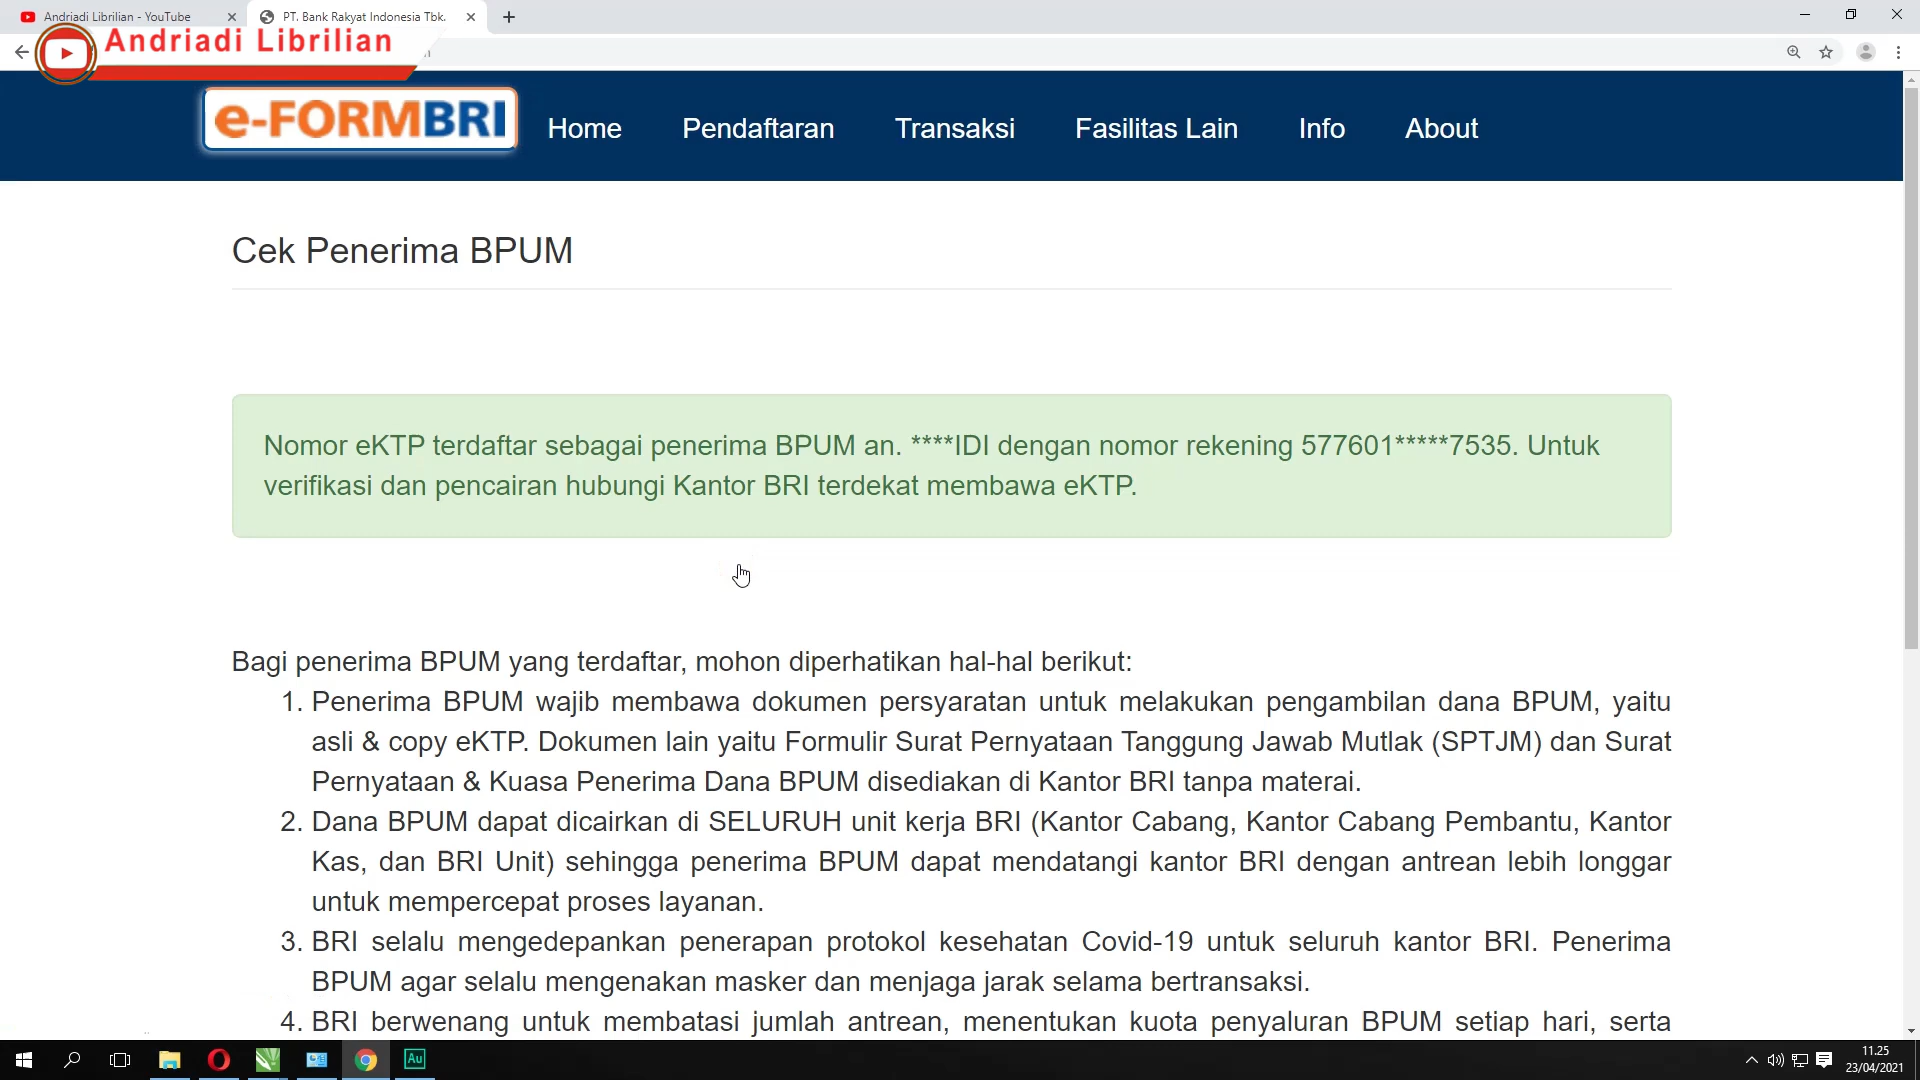 Andriadi Librilian - YouTube
PT. Bank Rakyat Indonesia Tbk.
Andriadi Librilian
e-FORMBRI
Home Pendaftaran Transaksi Fasilitas Lain Info About
Cek Penerima BPUM
Nomor eKTP terdaftar sebagai penerima BPUM an. ****IDI dengan nomor rekening 577601*****7535. Untuk
verifikasi dan pencairan hubungi Kantor BRI terdekat membawa eKTP.
Bagi penerima BPUM yang terdaftar, mohon diperhatikan hal-hal berikut:
1. Penerima BPUM wajib membawa dokumen persyaratan untuk melakukan pengambilan dana BPUM, yaitu
asli & copy eKTP. Dokumen lain yaitu Formulir Surat Pernyataan Tanggung Jawab Mutlak (SPTJM) dan Surat
Pernyataan & Kuasa Penerima Dana BPUM disediakan di Kantor BRI tanpa materai.
2. Dana BPUM dapat dicairkan di SELURUH unit kerja BRI (Kantor Cabang, Kantor Cabang Pembantu, Kantor
Kas, dan BRI Unit) sehingga penerima BPUM dapat mendatangi kantor BRI dengan antrean lebih longgar
untuk mempercepat proses layanan.
3. BRI selalu mengedepankan penerapan protokol kesehatan Covid-19 untuk seluruh kantor BRI. Penerima
BPUM agar selalu mengenakan masker dan menjaga jarak selama bertransaksi.
4. BRI berwenang untuk membatasi jumlah antrean, menentukan kuota penyaluran BPUM setiap hari, serta
Au
11.25
23/04/2021